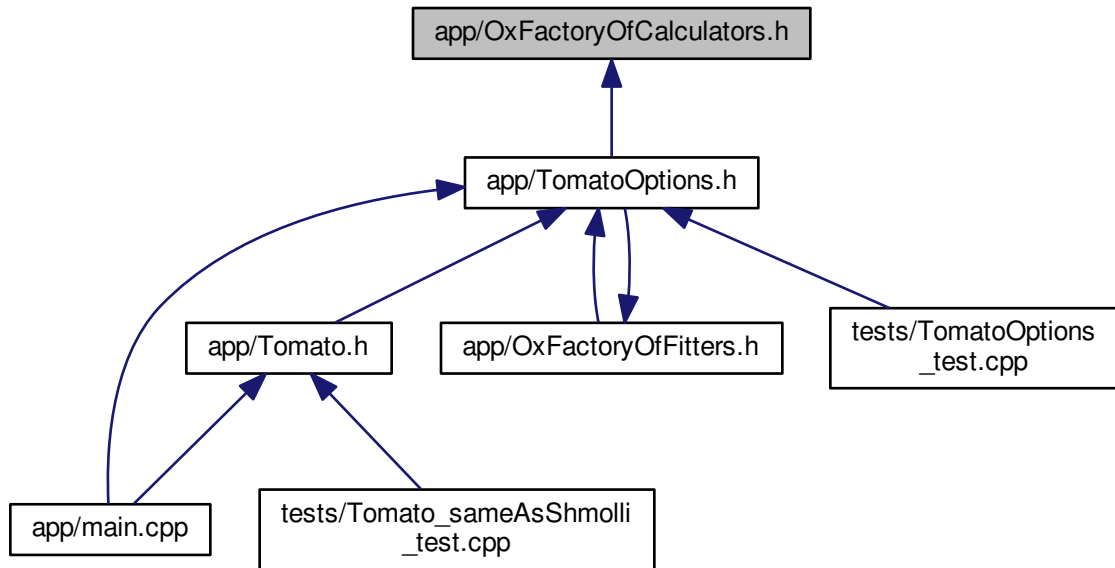 app/OxFactoryOfCalculators.h
app/TomatoOptions.h
app/Tomato.h
app/OxFactoryOfFitters.h
tests/TomatoOptions
_test.cpp
app/main.cpp
tests/Tomato_sameAsShmolli
_test.cpp